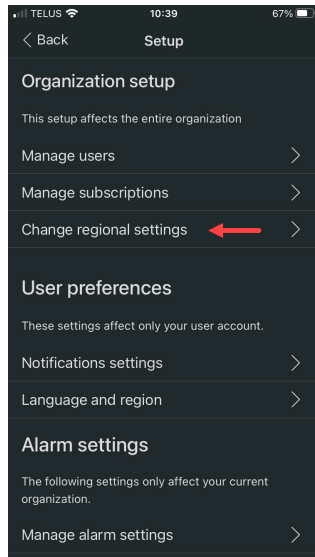 TELUS 10:39 67%
Back Setup
Organization setup
This setup affects the entire organization
Manage users
Manage subscriptions
Change regional settings
User preferences
These settings affect only your user account.
Notifications settings
Language and region
Alarm settings
The following settings only affect your current
organization.
Manage alarm settings